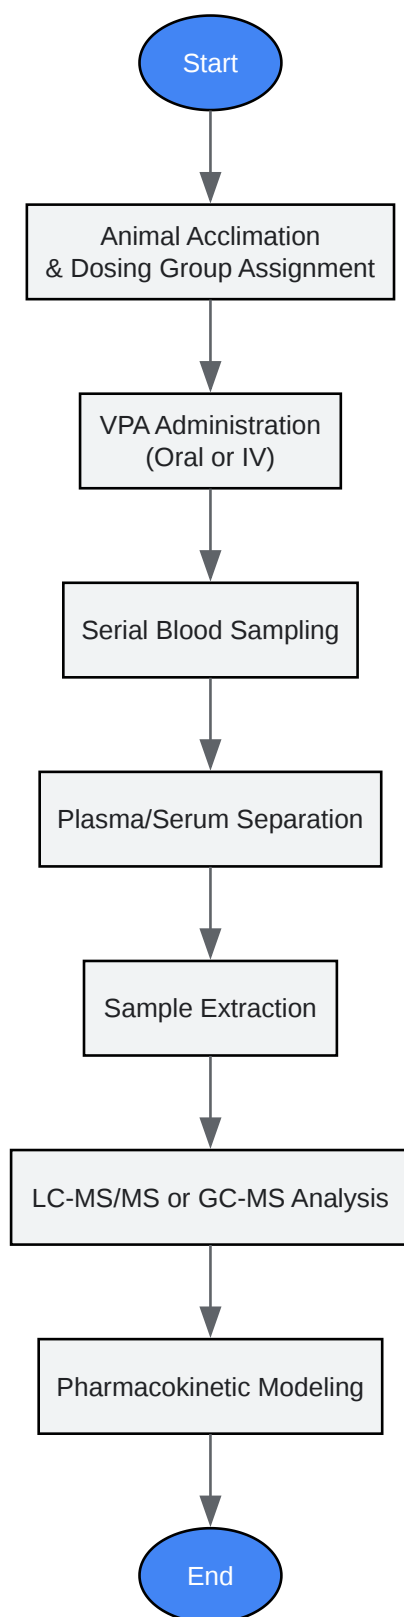 Start
Animal Acclimation
& Dosing Group Assignment
VPA Administration
(Oral or IV)
Serial Blood Sampling
Plasma/Serum Separation
Sample Extraction
LC-MS/MS or GC-MS Analysis
Pharmacokinetic Modeling
End